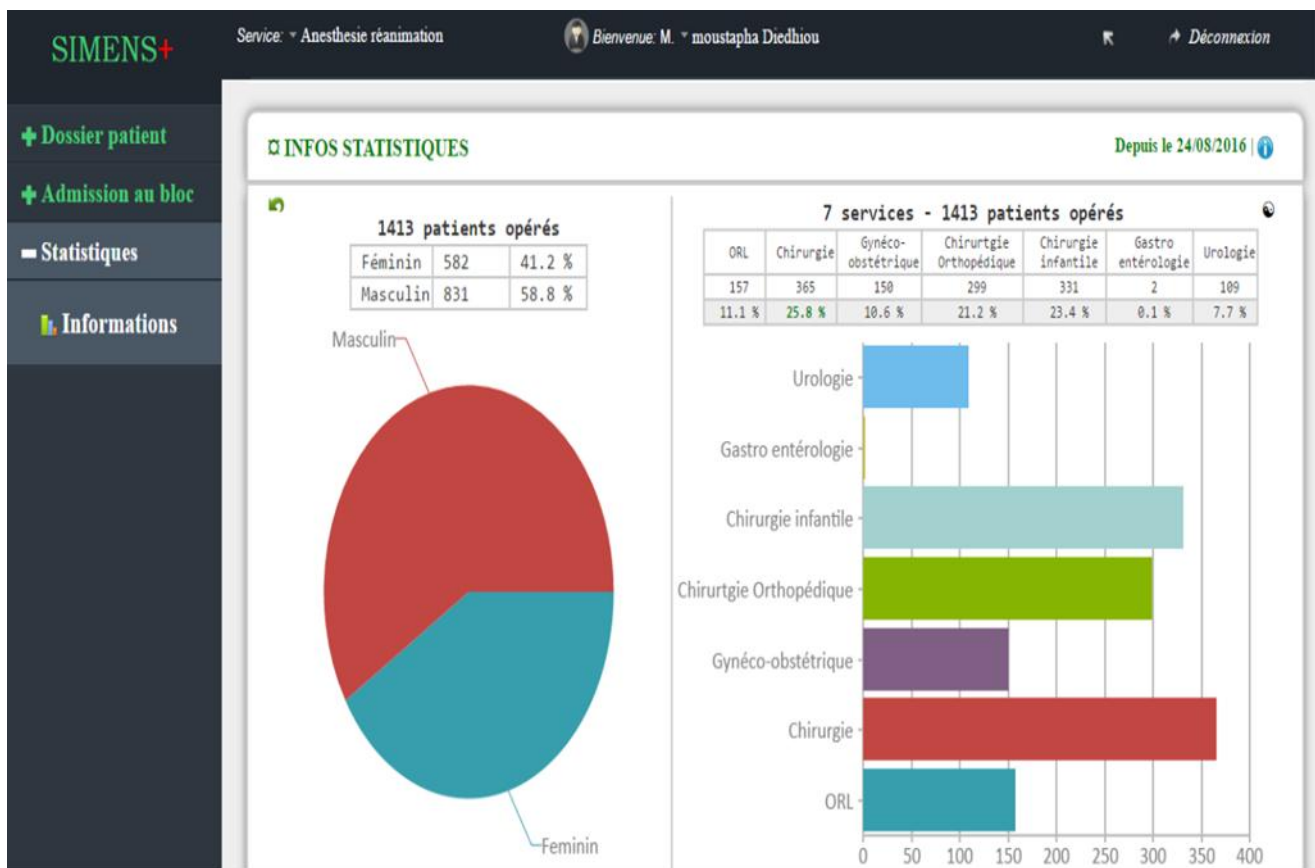 SIMENS+
Service: Anesthesie réanimation
Bienvenue: M. moustapha Diedhiou
Déconnexion
Dossier patient
Admission au bloc
Statistiques
Informations
¤ INFOS STATISTIQUES
Depuis le 24/08/2016 |
1413 patients opérés
Féminin 582 41.2 %
Masculin 831 58.8 %
Masculin
Feminin
7 services - 1413 patients opérés
ORL Chirurgie Gynéco-obstétrique Chirurtgie Orthopédique Chirurgie infantile Gastro entérologie Urologie
157 365 150 299 331 2 109
11.1 % 25.8 % 10.6 % 21.2 % 23.4 % 0.1 % 7.7 %
Urologie
Gastro entérologie
Chirurgie infantile
Chirurtgie Orthopédique
Gynéco-obstétrique
Chirurgie
ORL
0 50 100 150 200 250 300 350 400